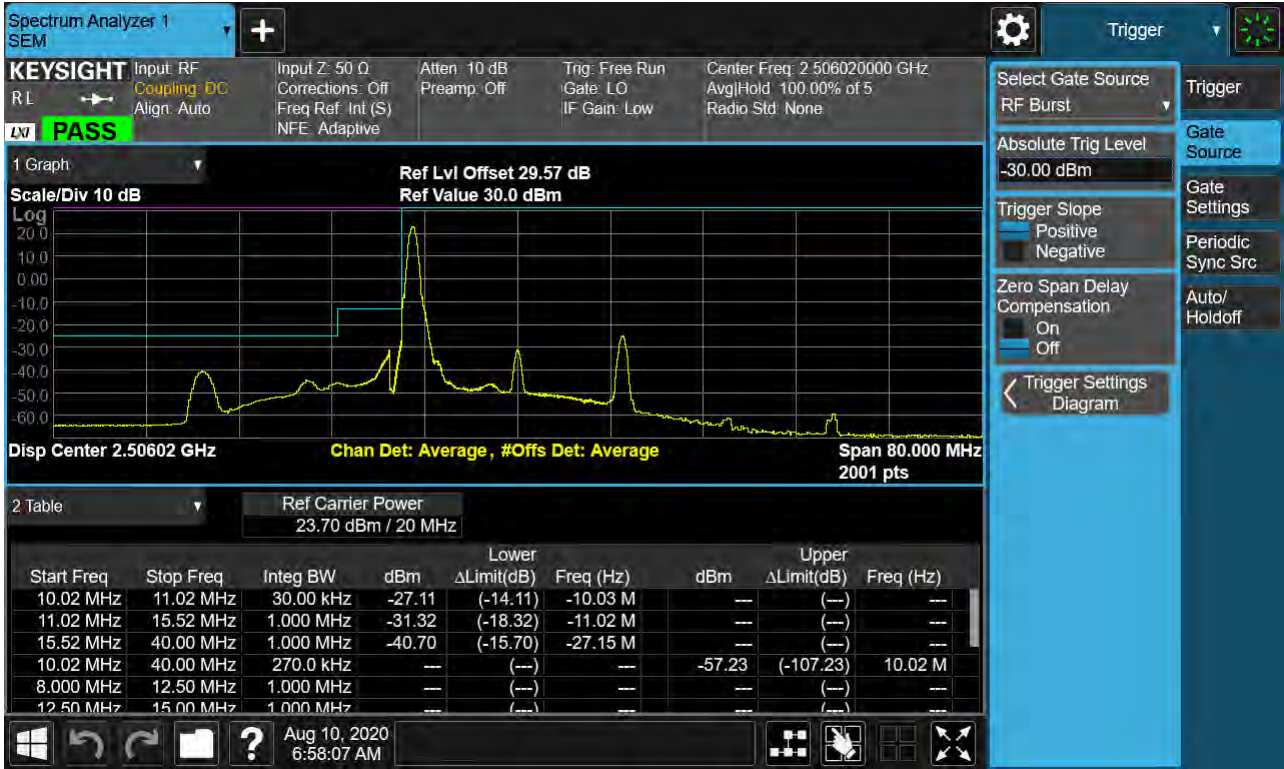 Spectrum Analyzer 1
SEM
+
Trigger
KEYSIGHT
R L
LXI
PASS
Input: RF
Coupling: DC
Align: Auto
Input Z: 50 Ω
Corrections: Off
Freq Ref: Int (S)
NFE: Adaptive
Atten: 10 dB
Preamp: Off
Trig: Free Run
Gate: LO
IF Gain: Low
Center Freq: 2.506020000 GHz
Avg|Hold: 100.00% of 5
Radio Std: None
1 Graph
Scale/Div 10 dB
Ref Lvl Offset 29.57 dB
Ref Value 30.0 dBm
Log
20.0
10.0
0.00
-10.0
-20.0
-30.0
-40.0
-50.0
-60.0
Disp Center 2.50602 GHz
Chan Det: Average, #Offs Det: Average
Span 80.000 MHz
2001 pts
2 Table
Ref Carrier Power
23.70 dBm / 20 MHz
Lower Upper
Start Freq Stop Freq Integ BW dBm ΔLimit(dB) Freq (Hz) dBm ΔLimit(dB) Freq (Hz)
10.02 MHz 11.02 MHz 30.00 kHz -27.11 (-14.11) -10.03 M --- (---) ---
11.02 MHz 15.52 MHz 1.000 MHz -31.32 (-18.32) -11.02 M --- (---) ---
15.52 MHz 40.00 MHz 1.000 MHz -40.70 (-15.70) -27.15 M --- (---) ---
10.02 MHz 40.00 MHz 270.0 kHz --- (---) --- -57.23 (-107.23) 10.02 M
8.000 MHz 12.50 MHz 1.000 MHz --- (---) --- --- (---) ---
12.50 MHz 15.00 MHz 1.000 MHz --- (---) --- --- (---) ---
?
Aug 10, 2020
6:58:07 AM
Select Gate Source
RF Burst
Absolute Trig Level
-30.00 dBm
Trigger Slope
Positive
Negative
Zero Span Delay
Compensation
On
Off
Trigger Settings
Diagram
Trigger
Gate
Source
Gate
Settings
Periodic
Sync Src
Auto/
Holdoff